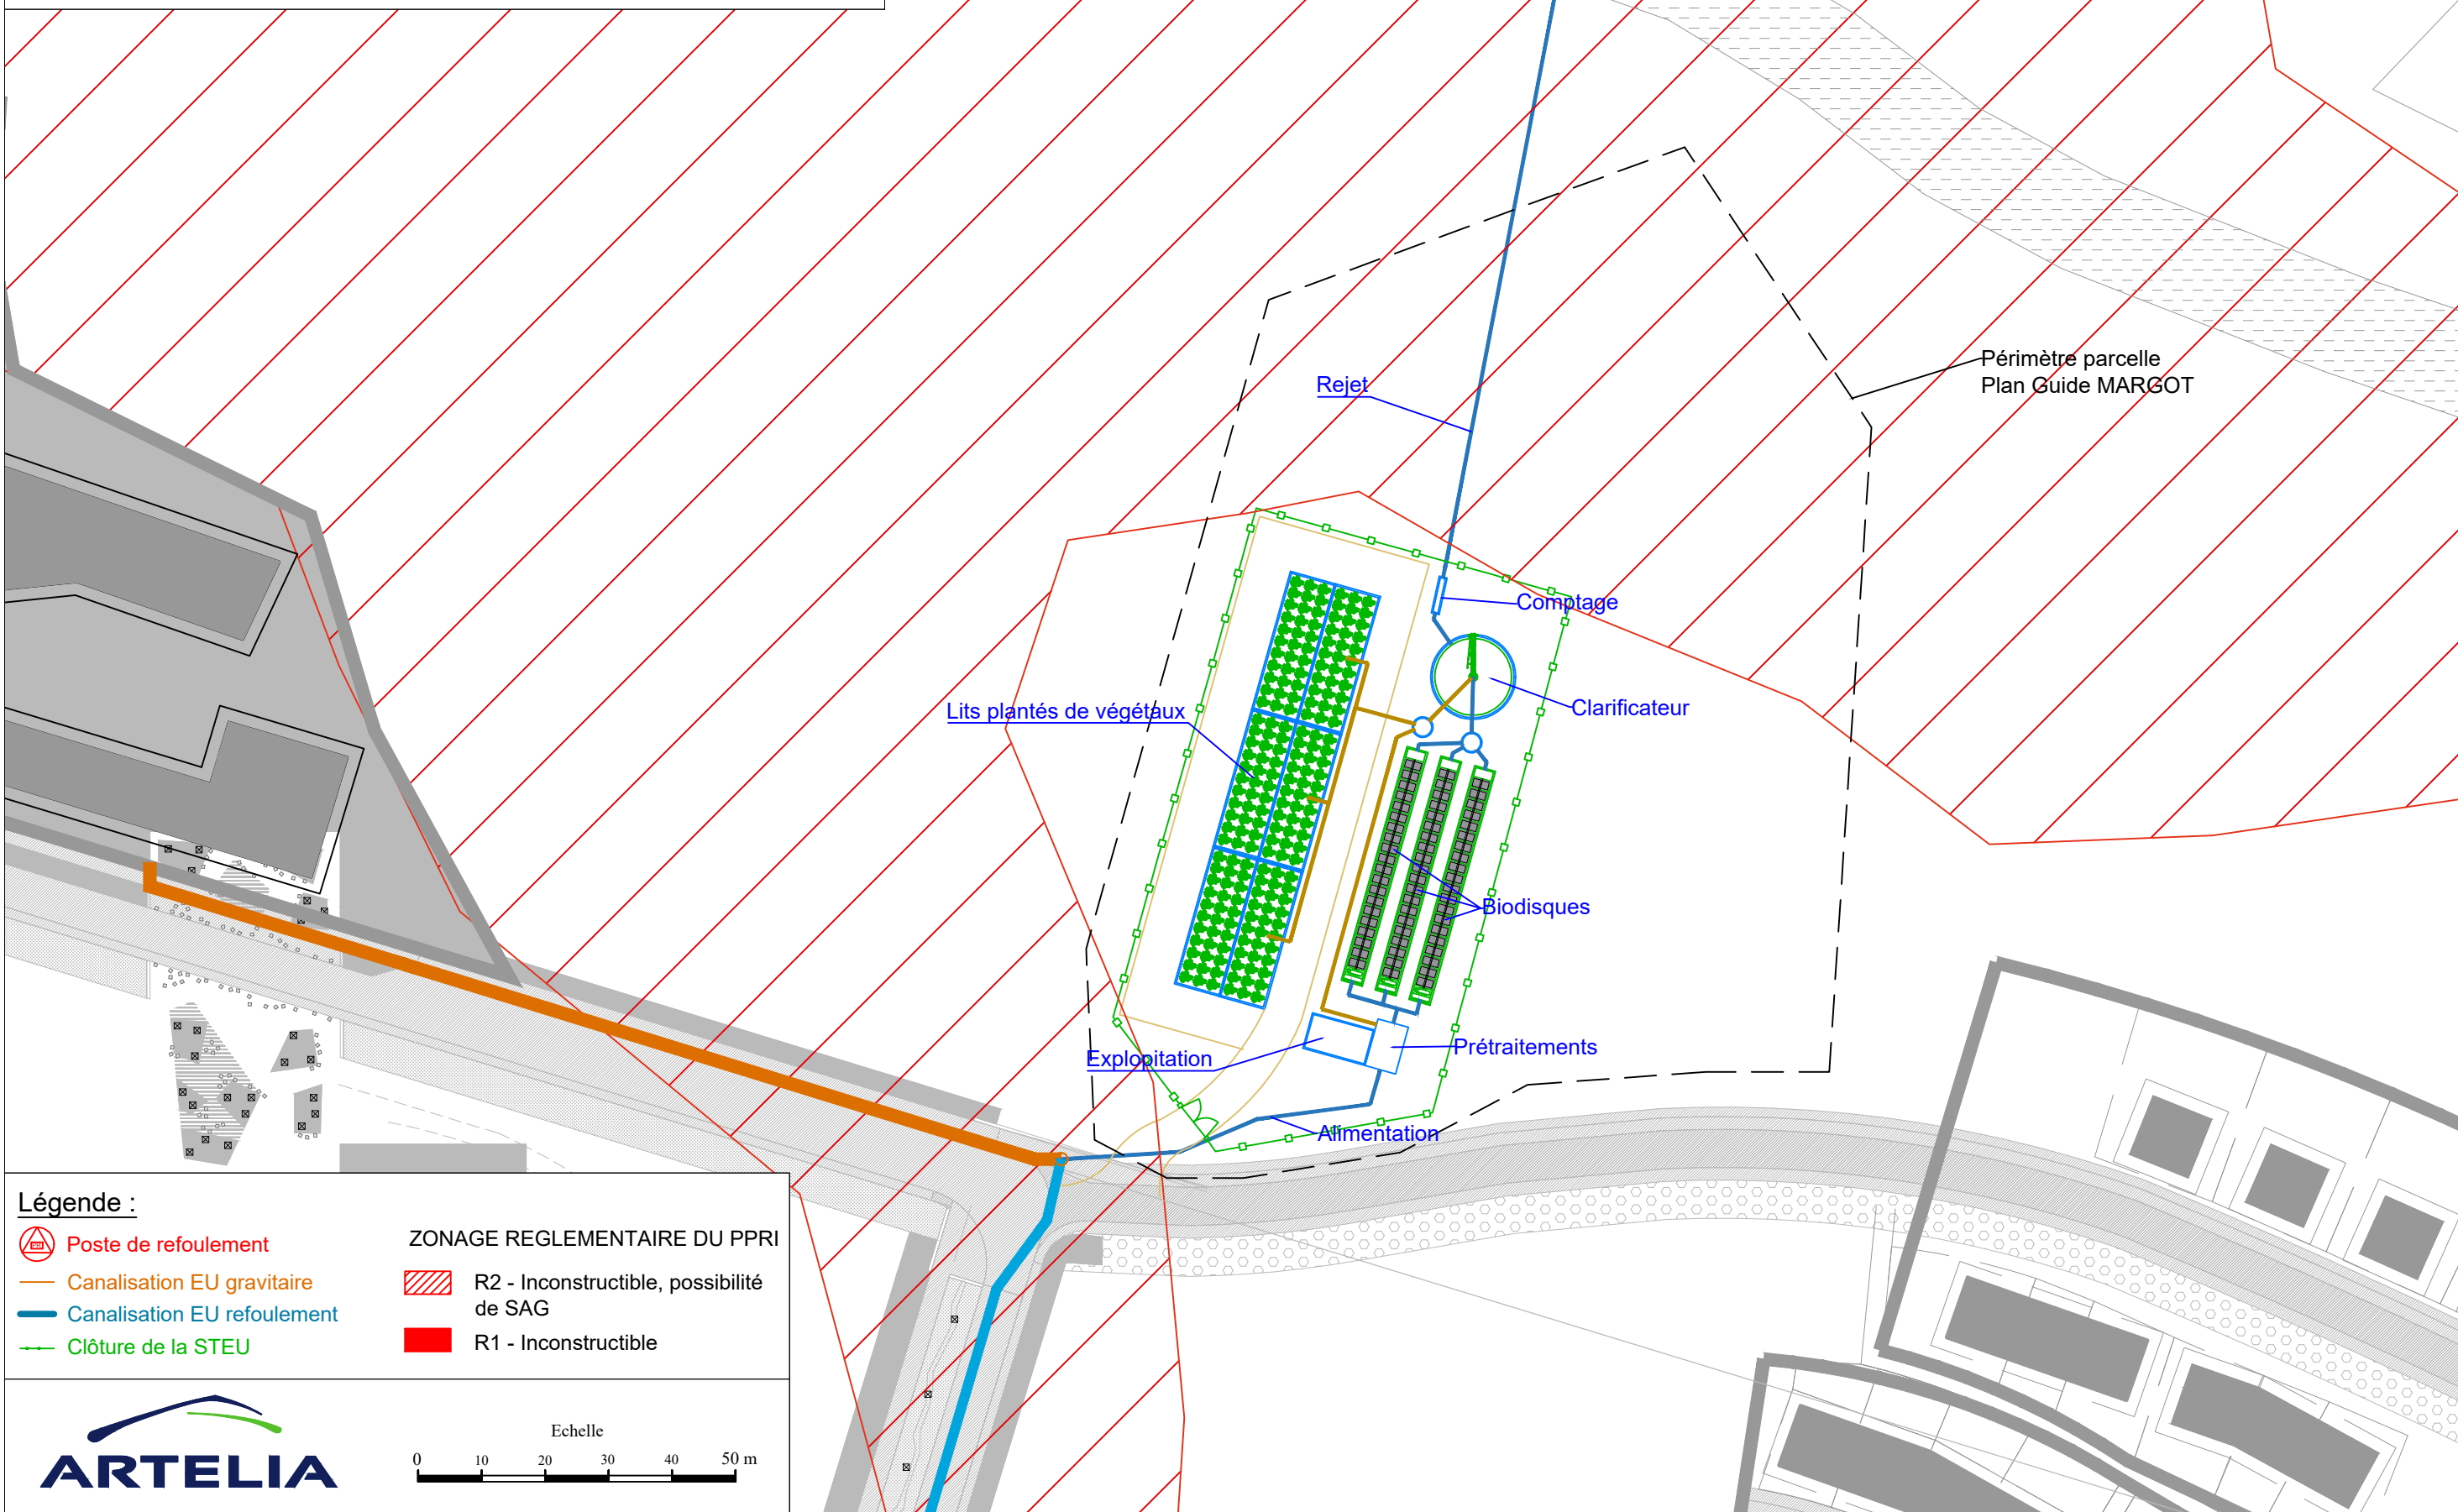 Périmètre parcelle
Plan Guide MARGOT
Rejet
Comptage
Clarificateur
Lits plantés de végétaux
Biodisques
Prétraitements
Explopitation
Alimentation
Légende :
Poste de refoulement
Canalisation EU gravitaire
Canalisation EU refoulement
Clôture de la STEU
ZONAGE REGLEMENTAIRE DU PPRI
R2 - Inconstructible, possibilité
de SAG
R1 - Inconstructible
ARTELIA
Echelle
0 10 20 30 40 50 m